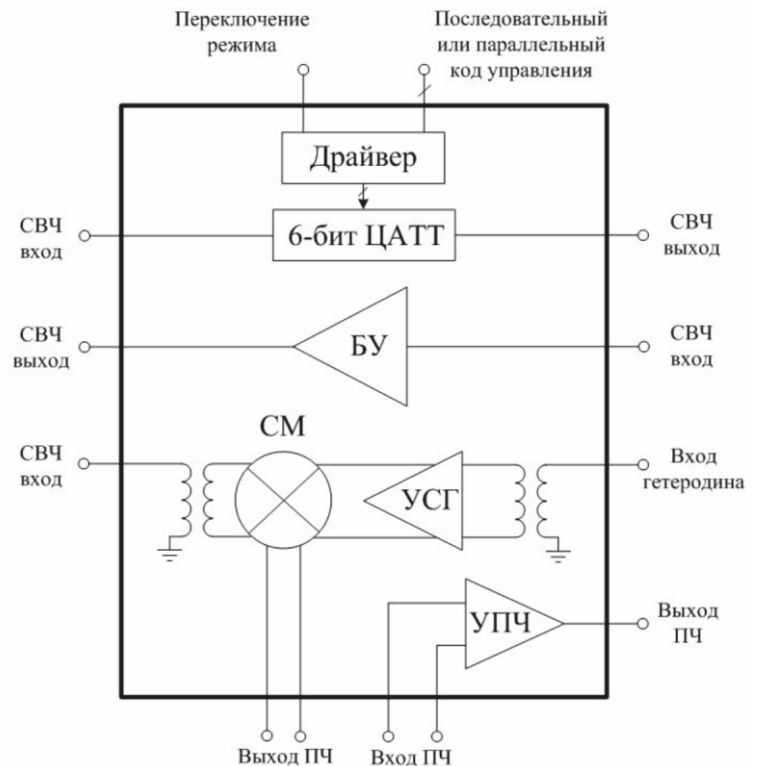 Переключение
режима
Последовательный
или параллельный
код управления
Драйвер
СВЧ
вход
6-бит ЦАТТ
СВЧ
выход
СВЧ
выход
БУ
СВЧ
вход
СМ
СВЧ
вход
УСГ
Вход
гетеродина
УПЧ
Выход
ПЧ
Выход ПЧ
Вход ПЧ